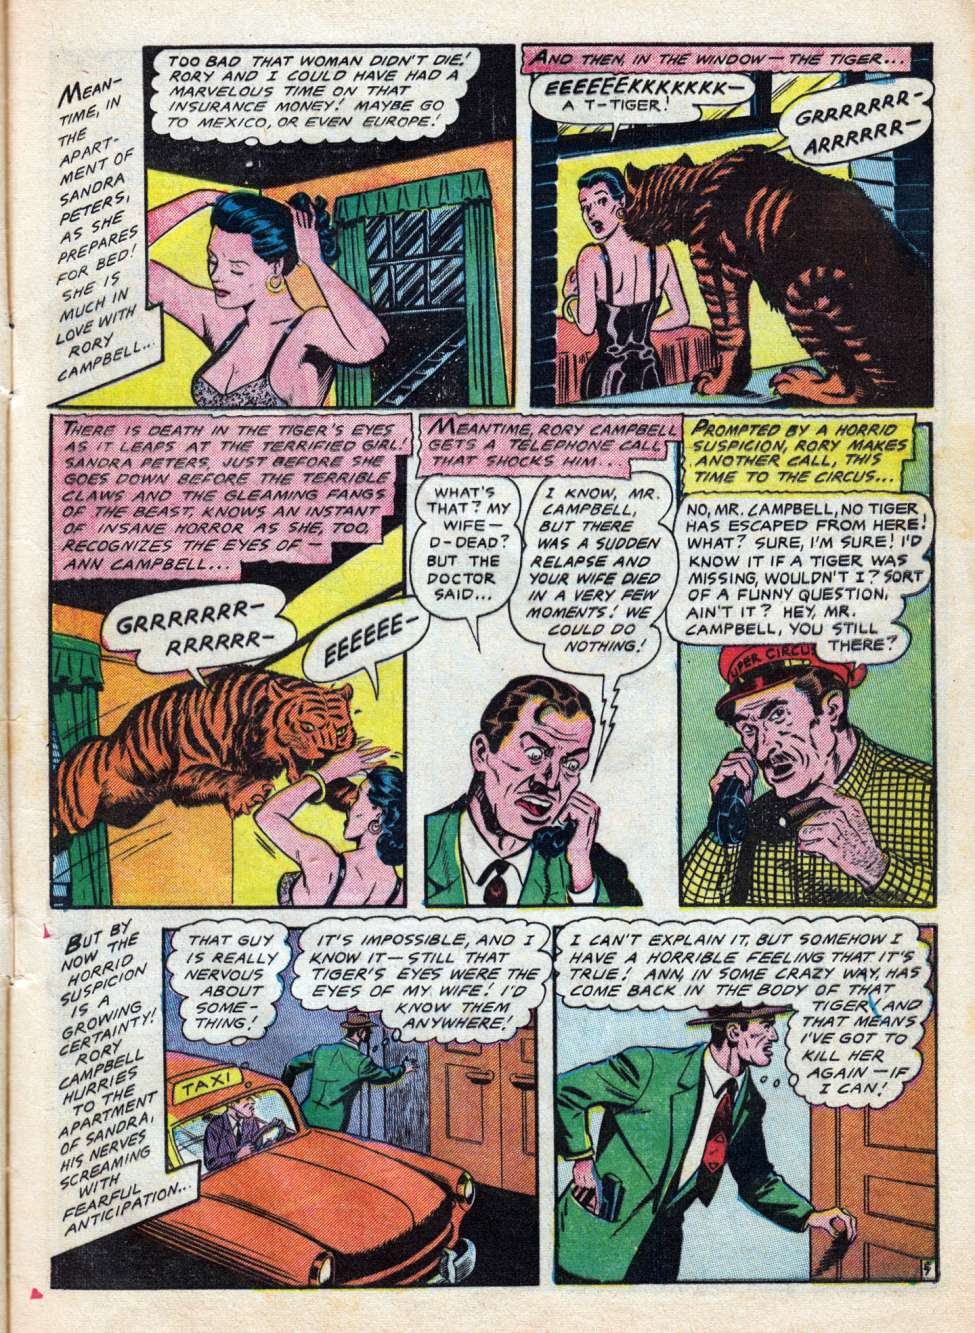 MEAN-
TIME, IN
THE
APART-
MENT OF
SANDRA
PETERS,
AS SHE
PREPARES
FOR BED!
SHE IS
MUCH IN
LOVE WITH
RORY
CAMPBELL...
TOO BAD THAT WOMAN DIDN'T DIE!
RORY AND I COULD HAVE HAD A
MARVELOUS TIME ON THAT
INSURANCE MONEY! MAYBE GO
TO MEXICO, OR EVEN EUROPE!
AND THEN, IN THE WINDOW — THE TIGER...
EEEEEEKKKKKKKK—
A T-TIGER!
GRRRRRRR-
ARRRRRR—
THERE IS DEATH IN THE TIGER'S EYES
AS IT LEAPS AT THE TERRIFIED GIRL!
SANDRA PETERS, JUST BEFORE SHE
GOES DOWN BEFORE THE TERRIBLE
CLAWS AND THE GLEAMING FANGS
OF THE BEAST, KNOWS AN INSTANT
OF INSANE HORROR AS SHE, TOO,
RECOGNIZES THE EYES OF —
ANN CAMPBELL...
GRRRRRRR—
RRRRRR—
EEEEEE—
MEANTIME, RORY CAMPBELL
GETS A TELEPHONE CALL
THAT SHOCKS HIM...
WHAT'S
THAT? MY
WIFE —
D-DEAD?
BUT THE
DOCTOR
SAID...
I KNOW, MR.
CAMPBELL,
BUT THERE
WAS A SUDDEN
RELAPSE AND
YOUR WIFE DIED
IN A VERY FEW
MOMENTS! WE
COULD DO
NOTHING!
PROMPTED BY A HORRID
SUSPICION, RORY MAKES
ANOTHER CALL, THIS
TIME TO THE CIRCUS...
NO, MR. CAMPBELL, NO TIGER
HAS ESCAPED FROM HERE!
WHAT? SURE, I'M SURE! I'D
KNOW IT IF A TIGER WAS
MISSING, WOULDN'T I? SORT
OF A FUNNY QUESTION,
AIN'T IT? HEY, MR.
CAMPBELL, YOU STILL
THERE?
UPER CIRCU
BUT BY
NOW THE
HORRID
SUSPICION
IS A
GROWING
CERTAINTY!
RORY
CAMPBELL
HURRIES
TO THE
APARTMENT
OF SANDRA,
HIS NERVES
SCREAMING
WITH
FEARFUL
ANTICIPATION...
THAT GUY
IS REALLY
NERVOUS
ABOUT
SOME-
THING!
IT'S IMPOSSIBLE, AND I
KNOW IT — STILL THAT
TIGER'S EYES WERE THE
EYES OF MY WIFE! I'D
KNOW THEM
ANYWHERE!
TAXI
I CAN'T EXPLAIN IT, BUT SOMEHOW I
HAVE A HORRIBLE FEELING THAT IT'S
TRUE! ANN, IN SOME CRAZY WAY, HAS
COME BACK IN THE BODY OF THAT
TIGER, AND
THAT MEANS
I'VE GOT TO
KILL HER
AGAIN — IF
I CAN!
5